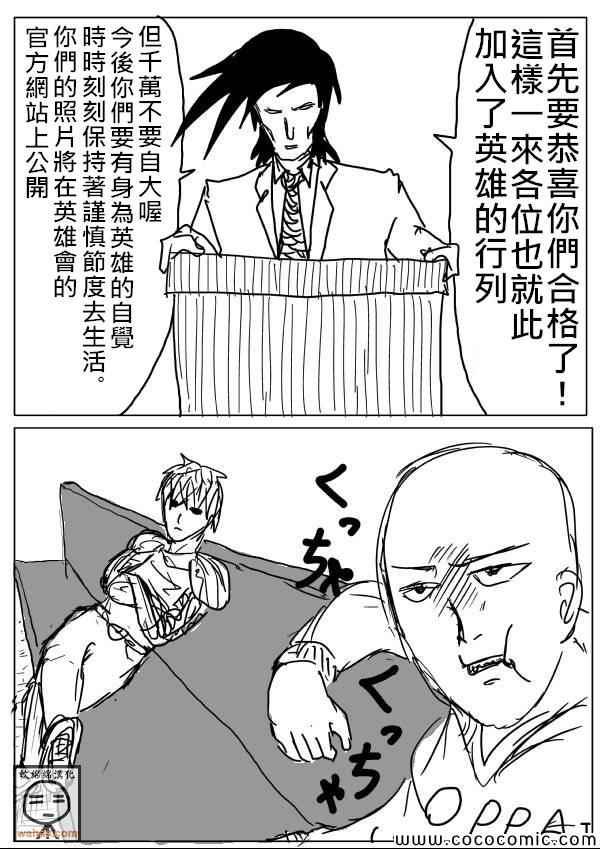 首先要恭喜你們合格了！
這樣一來各位也就此
加入了英雄的行列
但千萬不要自大喔
今後你們要有身為英雄的自覺
時時刻刻保持著謹慎節度去生活。
你們的照片將在英雄會的
官方網站上公開
くっちゃ
くっちゃ
OPPAI
www.cococomic.com